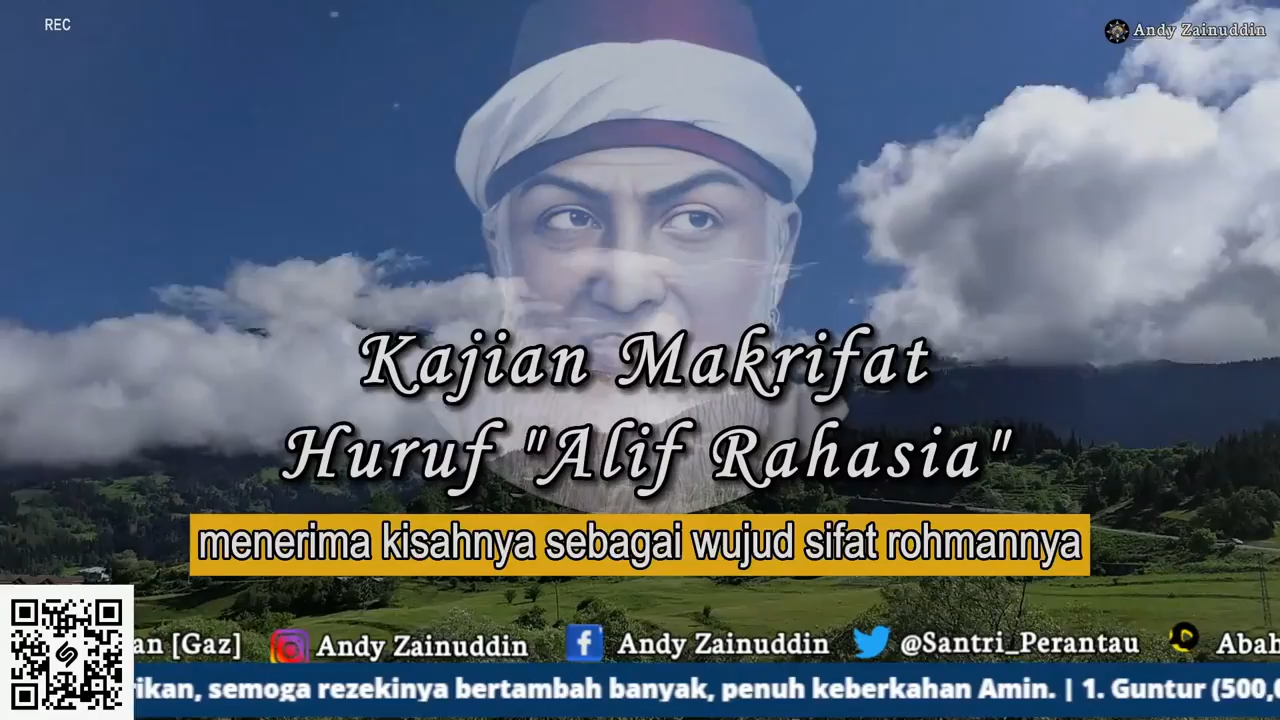 REC
Andy Zainuddin
Kajian Makrifat
Huruf "Alif Rahasia"
menerima kisahnya sebagai wujud sifat rohmannya
an [Gaz] Andy Zainuddin Andy Zainuddin @Santri_Perantau Abah
rikan, semoga rezekinya bertambah banyak, penuh keberkahan Amin. | 1. Guntur (500,0